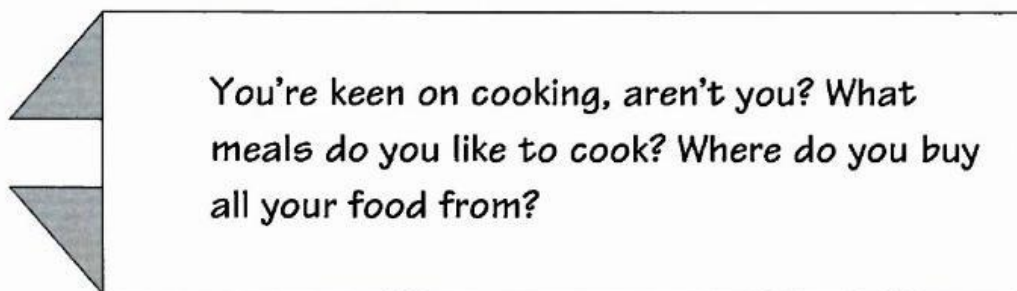 You're keen on cooking, aren't you? What
meals do you like to cook? Where do you buy
all your food from?